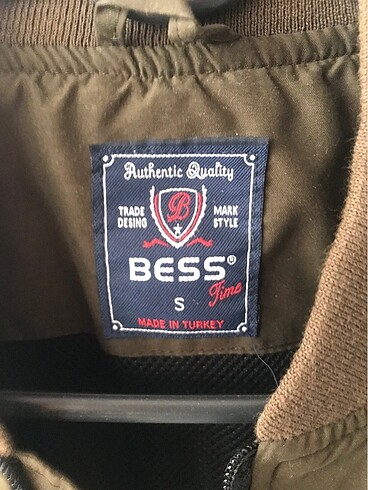 Authentic Quality
B
TRADE MARK
DESING STYLE
BESS®
S
Time
MADE IN TURKEY